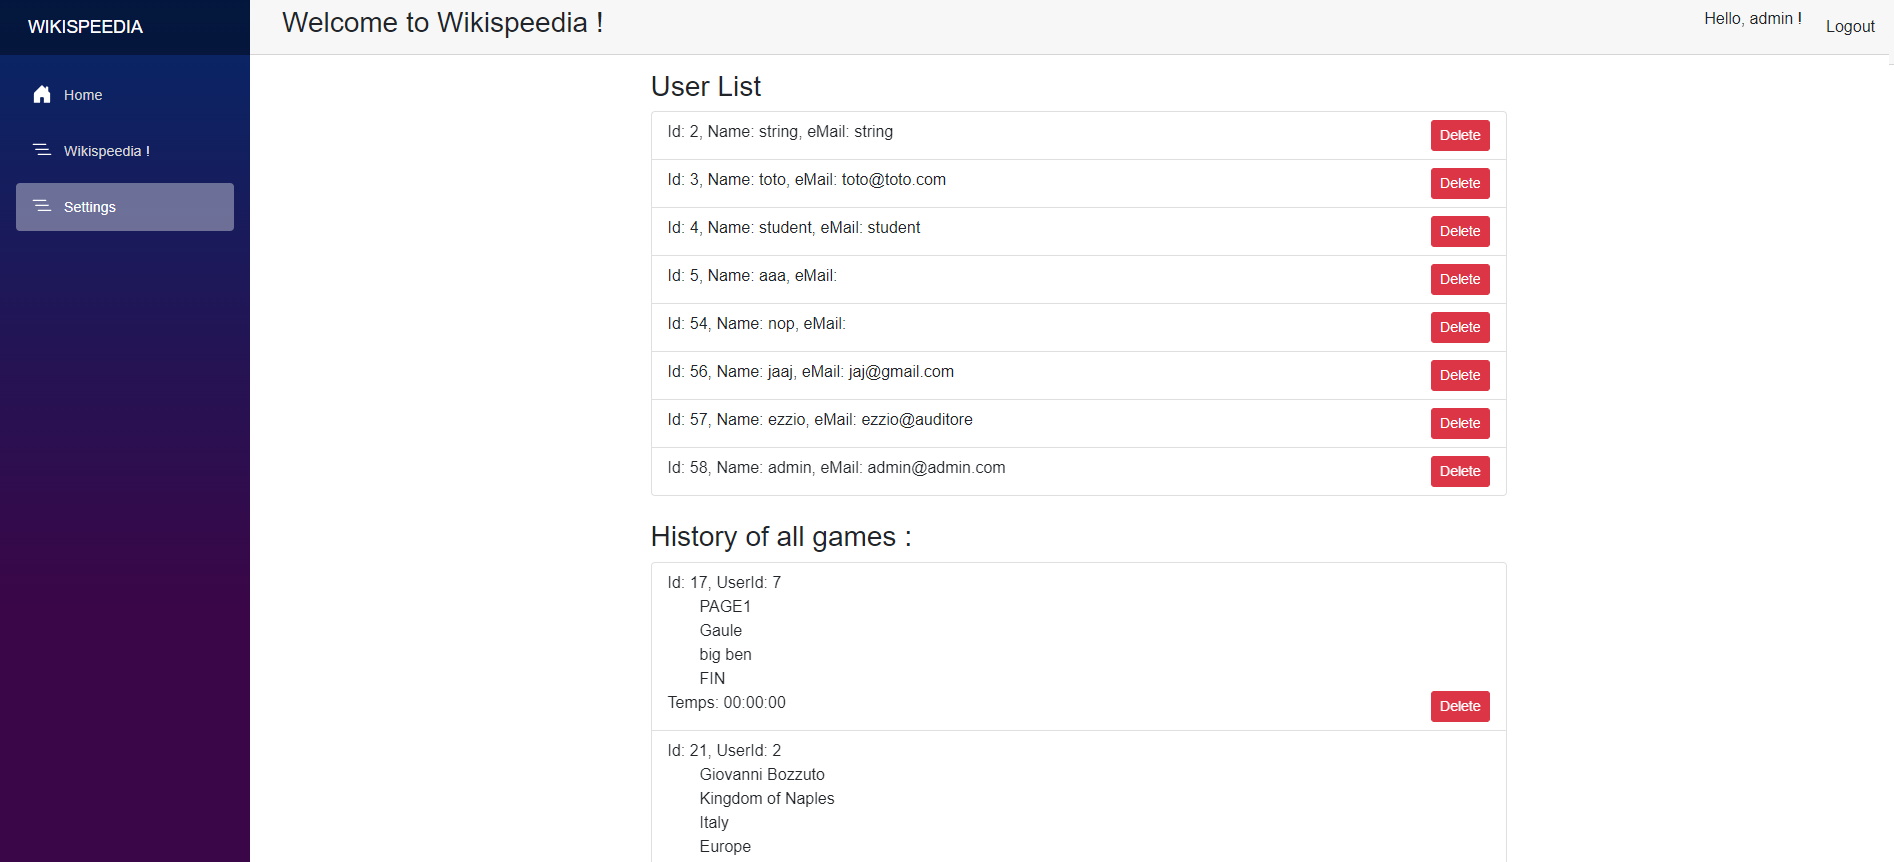 WIKISPEEDIA
Welcome to Wikispeedia !
Hello, admin !
Logout
Home
Wikispeedia !
Settings
User List
Id: 2, Name: string, eMail: string
Delete
Id: 3, Name: toto, eMail: toto@toto.com
Delete
Id: 4, Name: student, eMail: student
Delete
Id: 5, Name: aaa, eMail:
Delete
Id: 54, Name: nop, eMail:
Delete
Id: 56, Name: jaaj, eMail: jaj@gmail.com
Delete
Id: 57, Name: ezzio, eMail: ezzio@auditore
Delete
Id: 58, Name: admin, eMail: admin@admin.com
Delete
History of all games :
Id: 17, UserId: 7
PAGE1
Gaule
big ben
FIN
Temps: 00:00:00
Delete
Id: 21, UserId: 2
Giovanni Bozzuto
Kingdom of Naples
Italy
Europe